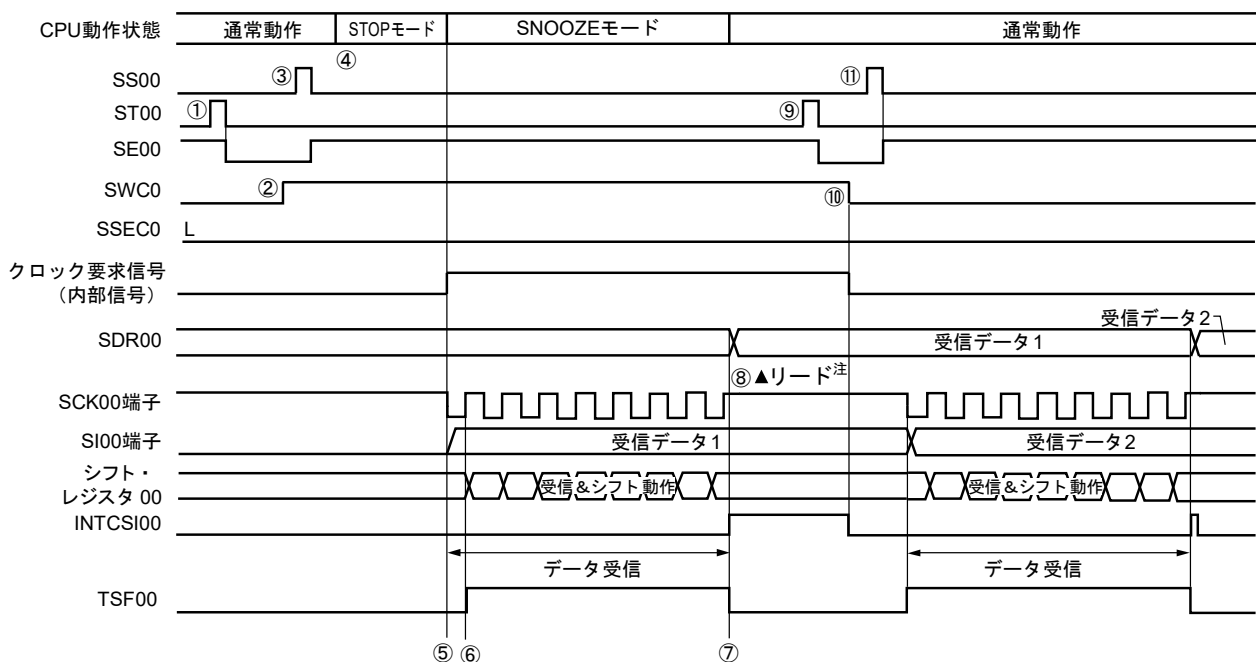 CPU動作状態 通常動作 STOPモード SNOOZEモード 通常動作
④
SS00 ③ ⑪
ST00 ① ⑨
SE00
SWC0 ② ⑩
SSEC0 L
クロック要求信号
(内部信号)
受信データ2
SDR00 受信データ1
⑧▲リード注
SCK00端子
SI00端子 受信データ1 受信データ2
シフト・
レジスタ 00 受信&シフト動作 受信&シフト動作
INTCSI00
データ受信 データ受信
TSF00
⑤ ⑥ ⑦